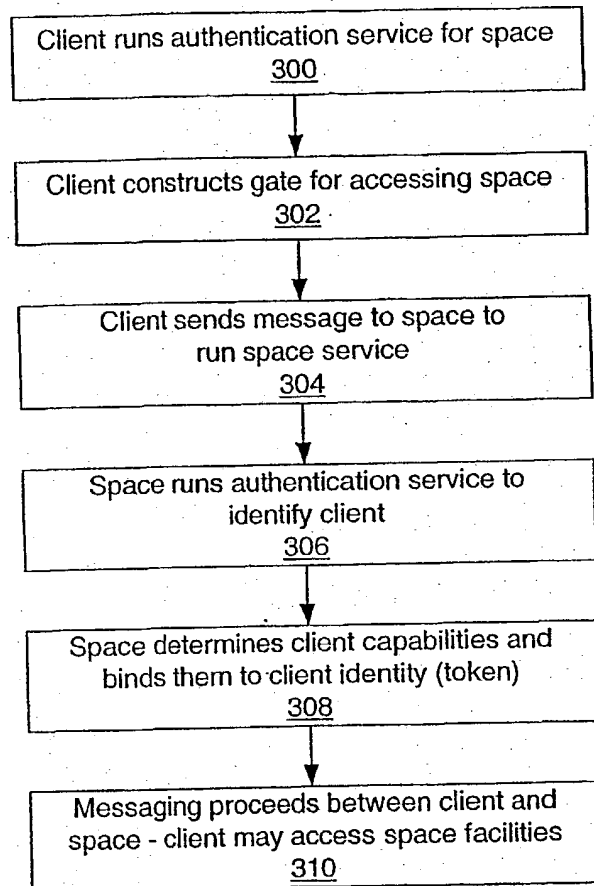 Client runs authentication service for space
300
Client constructs gate for accessing space
302
Client sends message to space to
run space service
304
Space runs authentication service to
identify client
306
Space determines client capabilities and
binds them to client identity (token)
308
Messaging proceeds between client and
space - client may access space facilities
310